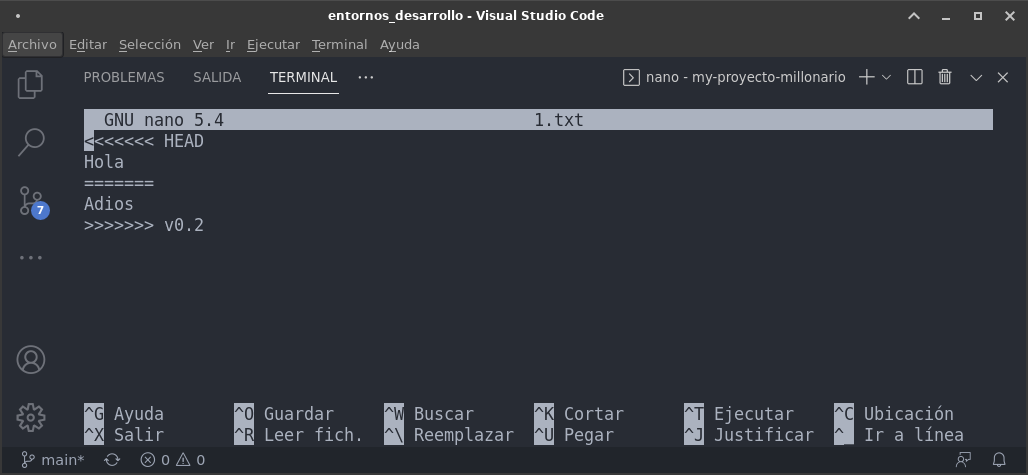 entornos_desarrollo - Visual Studio Code
Archivo Editar Selección Ver Ir Ejecutar Terminal Ayuda
PROBLEMAS SALIDA TERMINAL ··· nano - my-proyecto-millonario
GNU nano 5.4 1.txt
<<<<<<< HEAD
Hola
=======
Adios
>>>>>>> v0.2
7
^G Ayuda ^O Guardar ^W Buscar ^K Cortar ^T Ejecutar ^C Ubicación
^X Salir ^R Leer fich. ^\ Reemplazar ^U Pegar ^J Justificar ^_ Ir a línea
main* 0 0